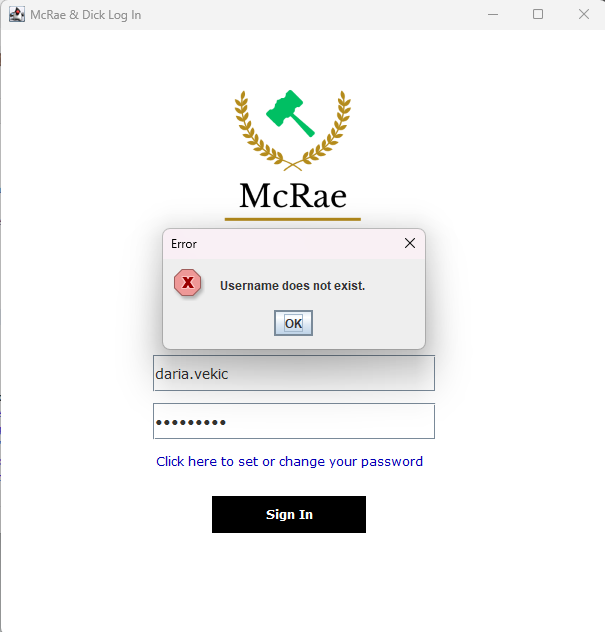 McRae & Dick Log In
McRae
Error
Username does not exist.
OK
daria.vekic
•••••••••
Click here to set or change your password
Sign In